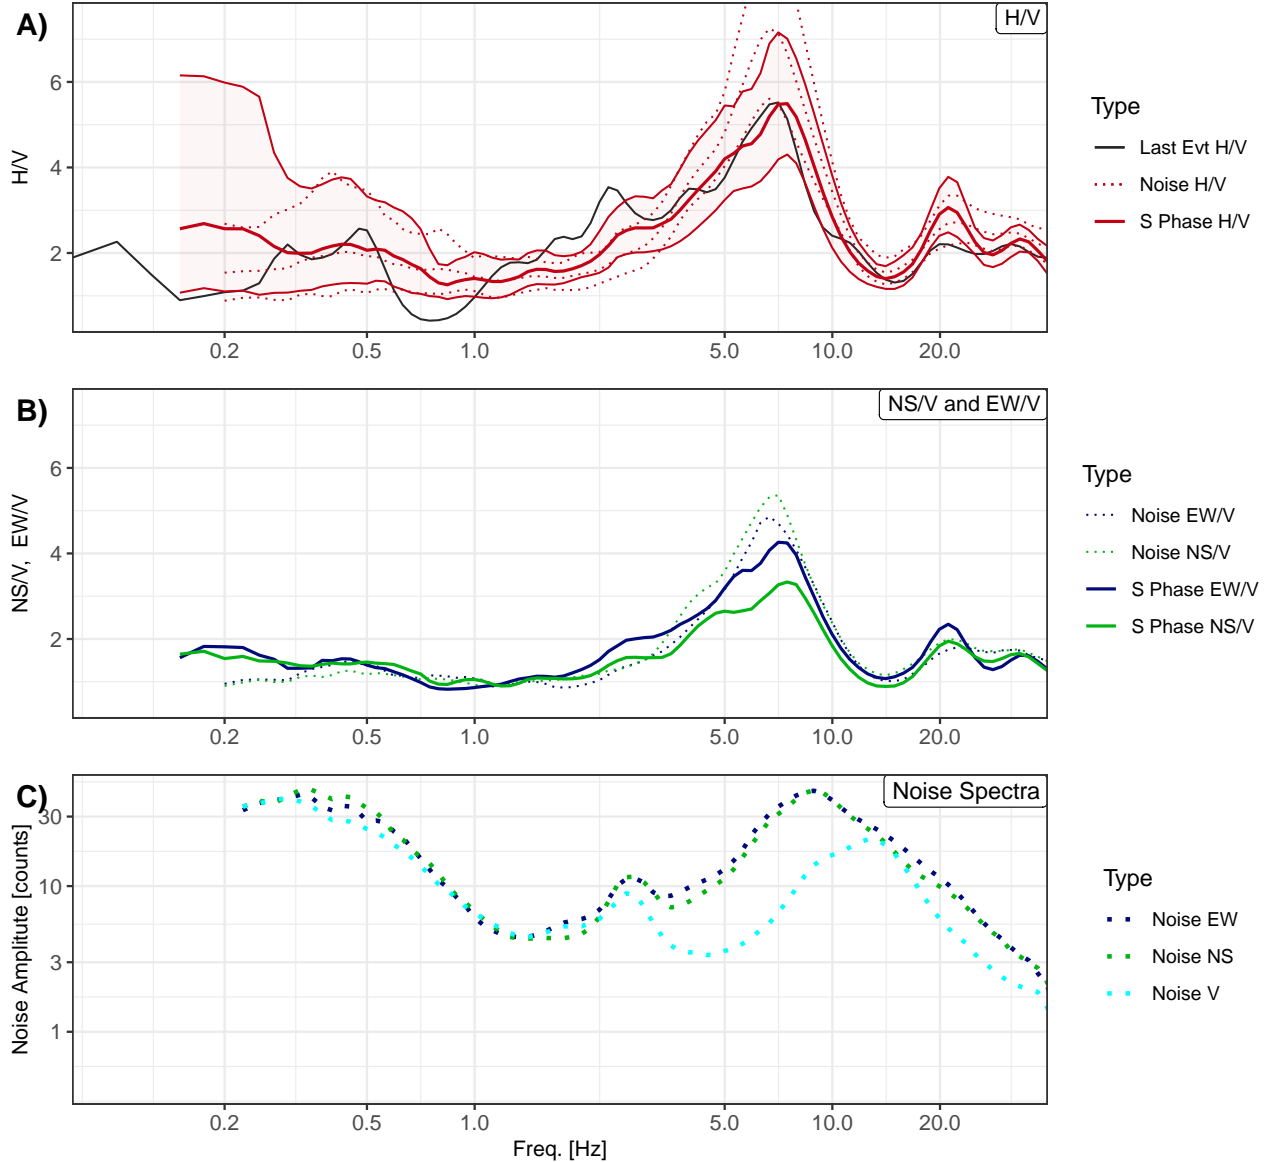 A)
H/V
6
4
2
H/V
0.2 0.5 1.0 5.0 10.0 20.0
Type
Last Evt H/V
Noise H/V
S Phase H/V
B)
NS/V and EW/V
6
4
2
NS/V, EW/V
0.2 0.5 1.0 5.0 10.0 20.0
Type
Noise EW/V
Noise NS/V
S Phase EW/V
S Phase NS/V
C)
Noise Spectra
30
10
3
1
Noise Amplitude [counts]
0.2 0.5 1.0 5.0 10.0 20.0
Freq. [Hz]
Type
Noise EW
Noise NS
Noise V